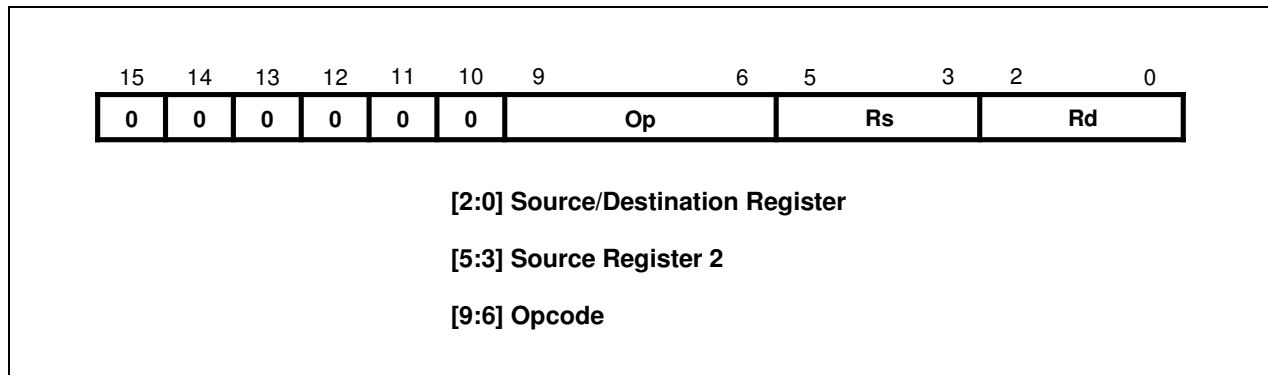 15 14 13 12 11 10 9 6 5 3 2 0
0 0 0 0 0 0 Op Rs Rd
[2:0] Source/Destination Register
[5:3] Source Register 2
[9:6] Opcode